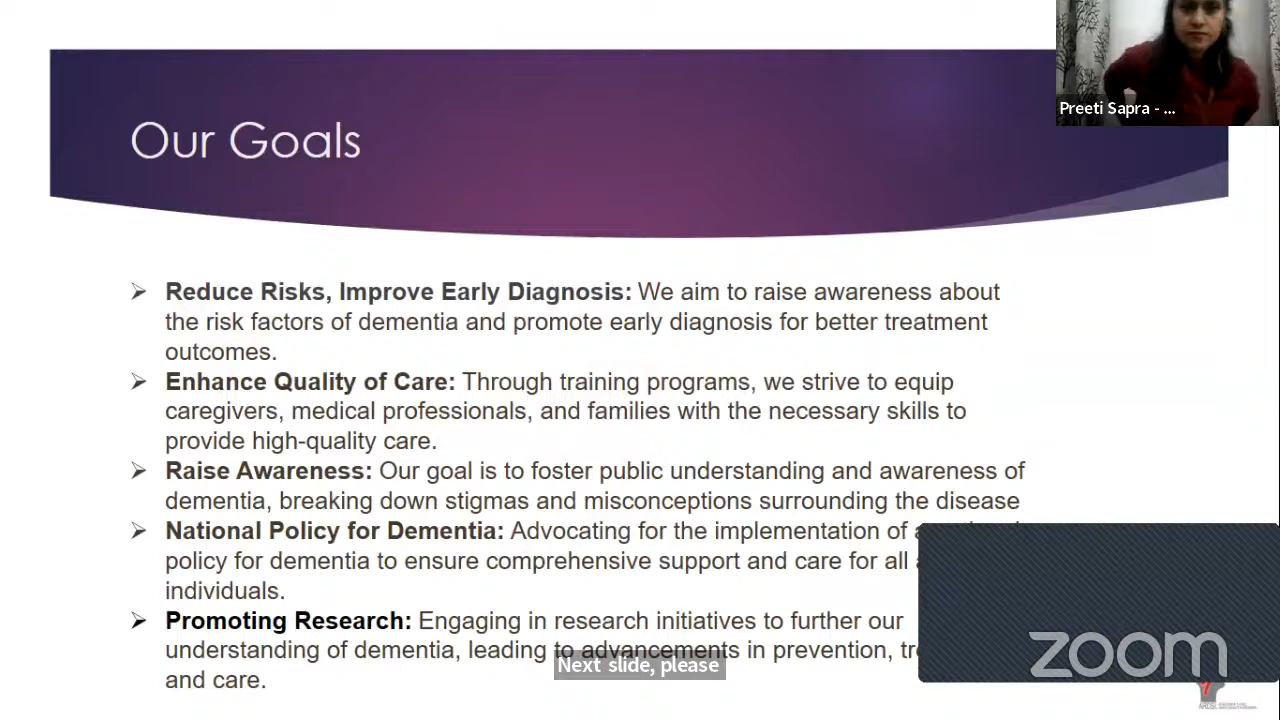 Our Goals
Preeti Sapra - ...
➢ Reduce Risks, Improve Early Diagnosis: We aim to raise awareness about
the risk factors of dementia and promote early diagnosis for better treatment
outcomes.
➢ Enhance Quality of Care: Through training programs, we strive to equip
caregivers, medical professionals, and families with the necessary skills to
provide high-quality care.
➢ Raise Awareness: Our goal is to foster public understanding and awareness of
dementia, breaking down stigmas and misconceptions surrounding the disease
➢ National Policy for Dementia: Advocating for the implementation of
policy for dementia to ensure comprehensive support and care for all
individuals.
➢ Promoting Research: Engaging in research initiatives to further our
understanding of dementia, leading to advancements in prevention,
and care.
Next slide, please
zoom